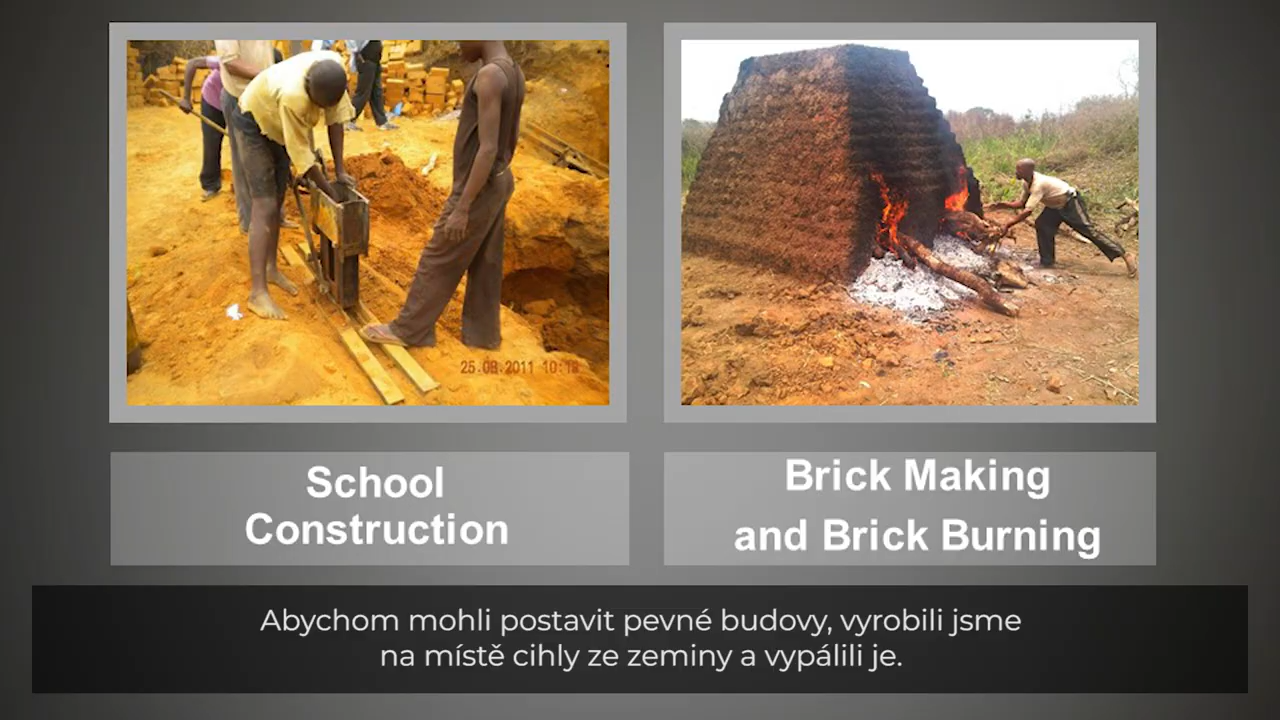 25.08.2011 10:18
School
Construction
Brick Making
and Brick Burning
Abychom mohli postavit pevné budovy, vyrobili jsme
na místě cihly ze zeminy a vypálili je.